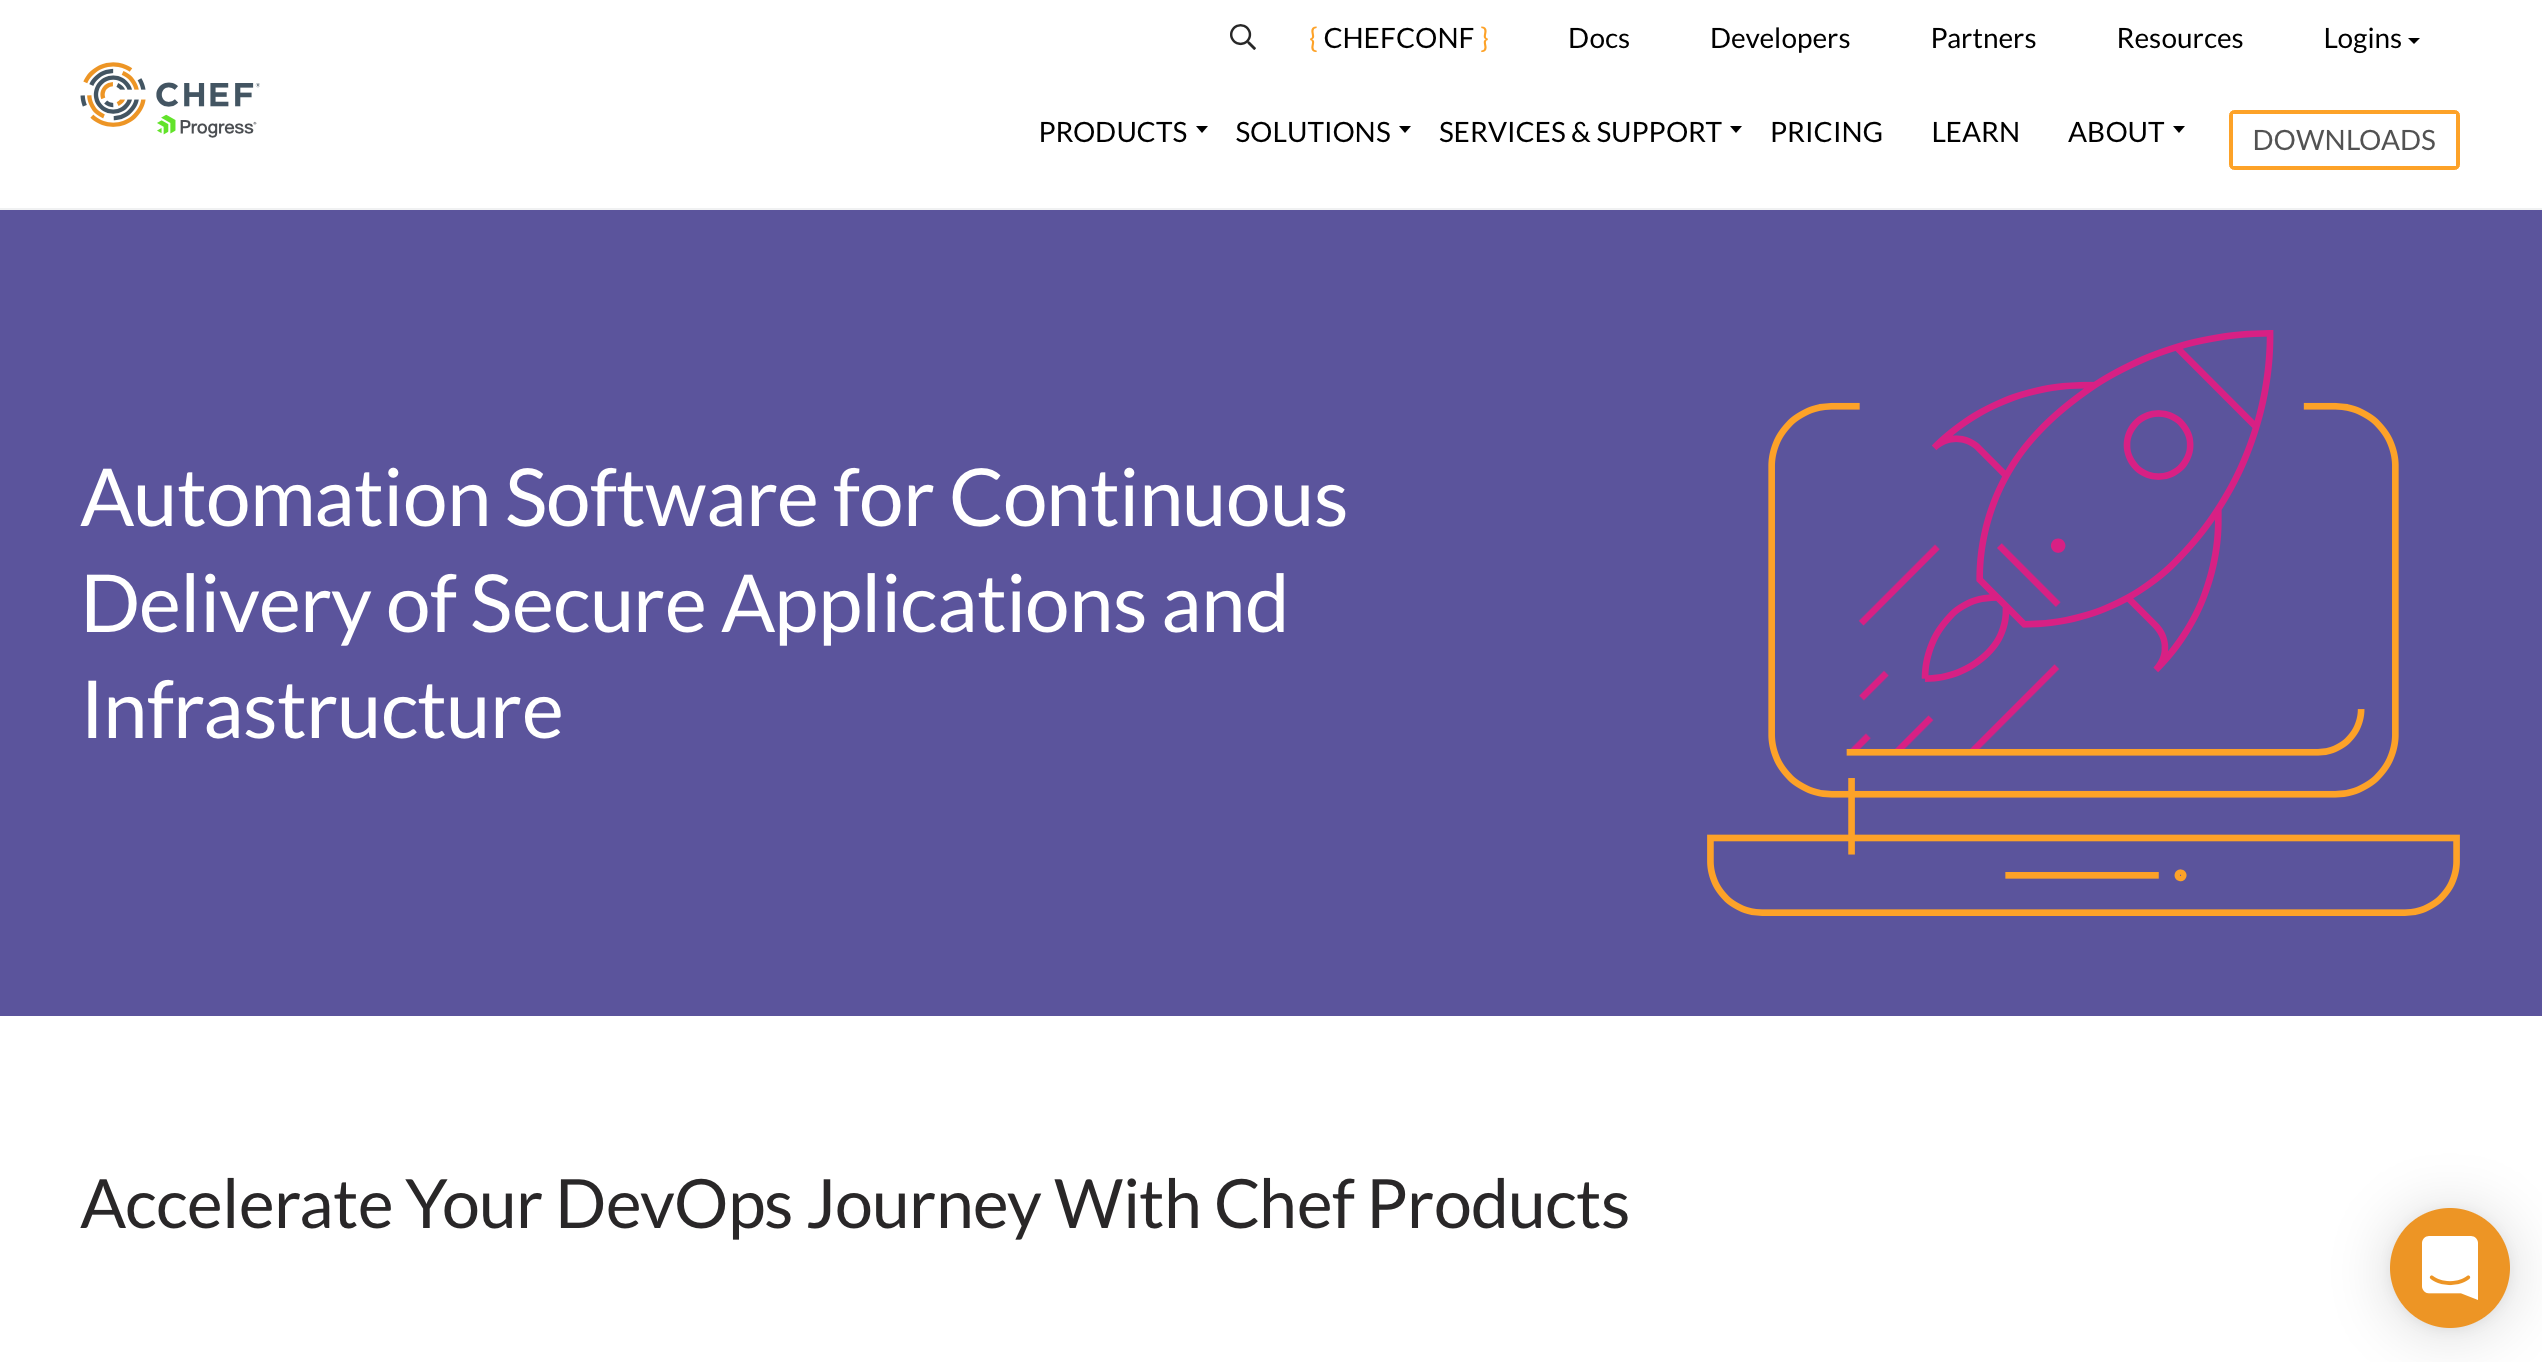 { CHEFCONF } Docs Developers Partners Resources Logins
CHEF
Progress
PRODUCTS SOLUTIONS SERVICES & SUPPORT PRICING LEARN ABOUT DOWNLOADS
Automation Software for Continuous
Delivery of Secure Applications and
Infrastructure
Accelerate Your DevOps Journey With Chef Products